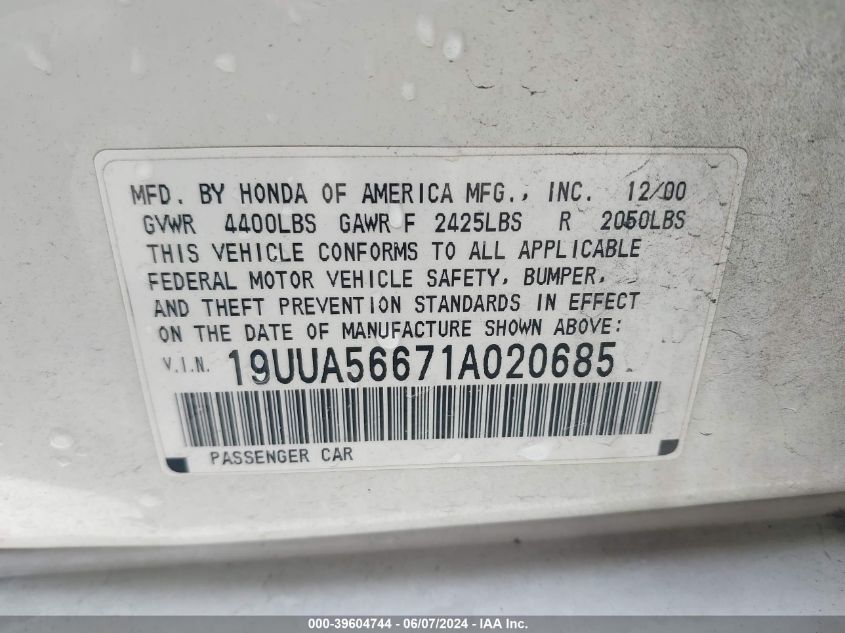 MFD. BY HONDA OF AMERICA MFG., INC. 12/00
GVWR 4400LBS GAWR F 2425LBS R 2050LBS
THIS VEHICLE CONFORMS TO ALL APPLICABLE
FEDERAL MOTOR VEHICLE SAFETY, BUMPER,
AND THEFT PREVENTION STANDARDS IN EFFECT
ON THE DATE OF MANUFACTURE SHOWN ABOVE:
V.I.N. 19UUA56671A020685
PASSENGER CAR
000-39604744 - 06/07/2024 - IAA Inc.